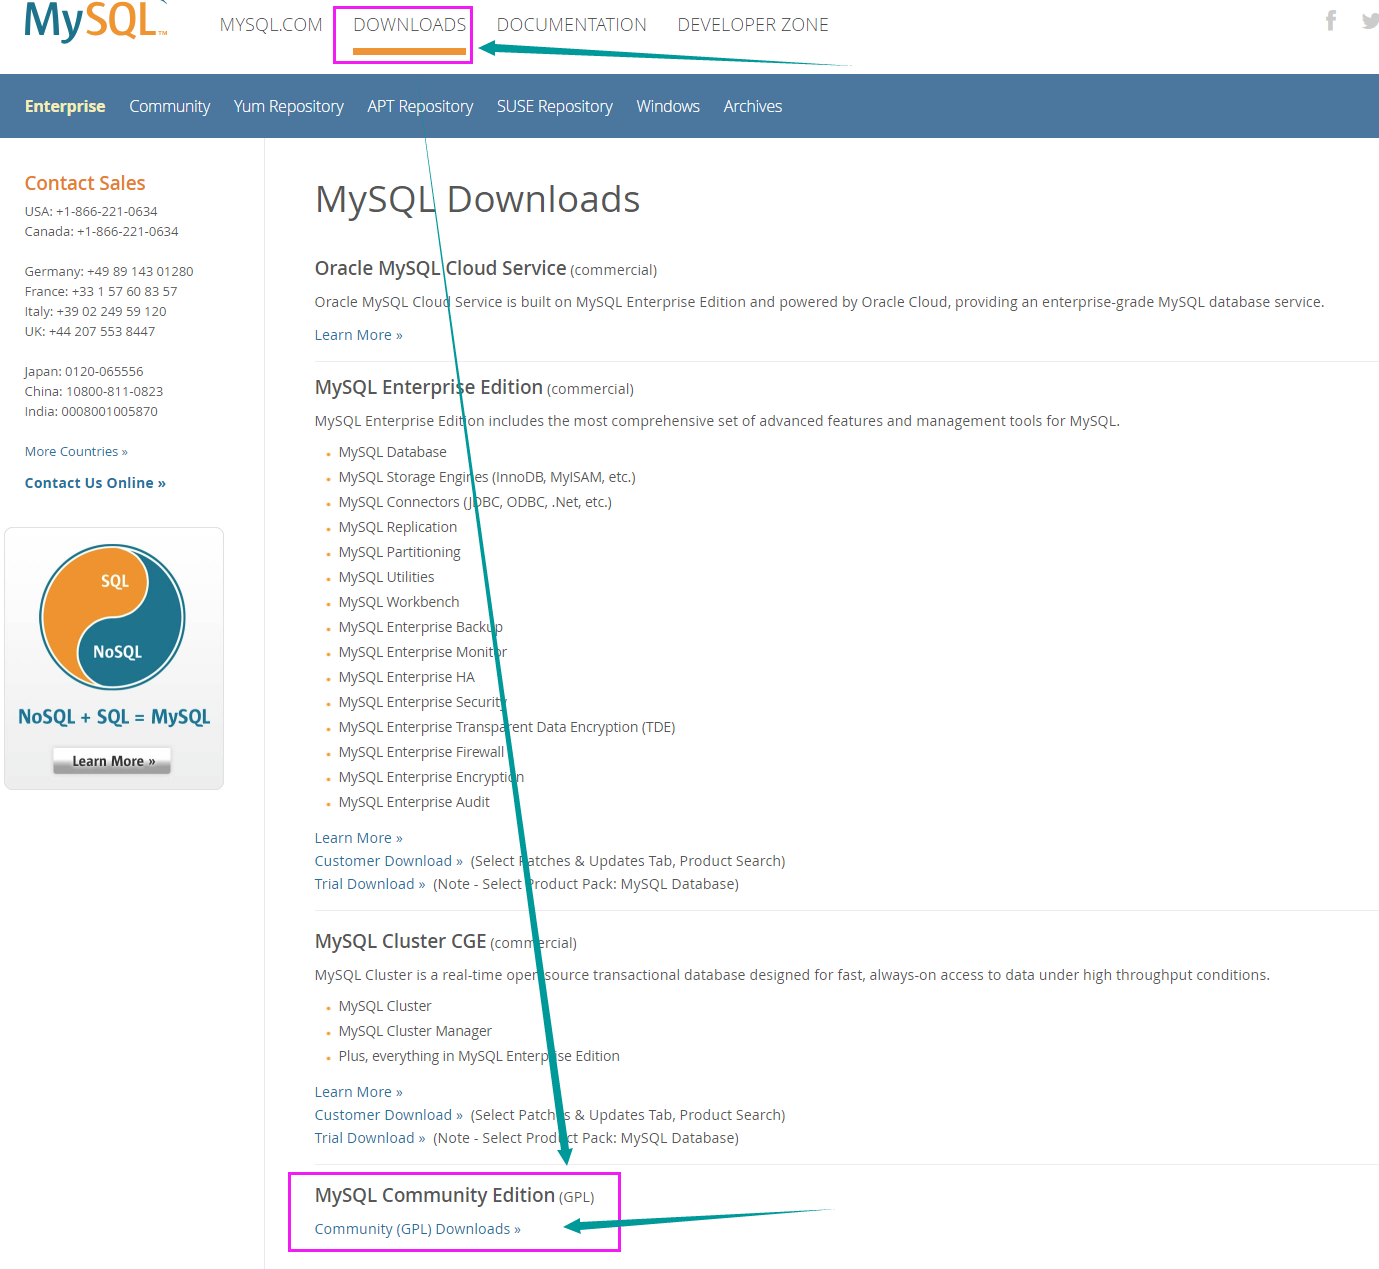 MySQL™
MYSQL.COM DOWNLOADS DOCUMENTATION DEVELOPER ZONE
Enterprise Community Yum Repository APT Repository SUSE Repository Windows Archives
Contact Sales
USA: +1-866-221-0634
Canada: +1-866-221-0634
Germany: +49 89 143 01280
France: +33 1 57 60 83 57
Italy: +39 02 249 59 120
UK: +44 207 553 8447
Japan: 0120-065556
China: 10800-811-0823
India: 0008001005870
More Countries »
Contact Us Online »
SQL
NoSQL
NoSQL + SQL = MySQL
Learn More »
MySQL Downloads
Oracle MySQL Cloud Service (commercial)
Oracle MySQL Cloud Service is built on MySQL Enterprise Edition and powered by Oracle Cloud, providing an enterprise-grade MySQL database service.
Learn More »
MySQL Enterprise Edition (commercial)
MySQL Enterprise Edition includes the most comprehensive set of advanced features and management tools for MySQL.
MySQL Database
MySQL Storage Engines (InnoDB, MyISAM, etc.)
MySQL Connectors (JDBC, ODBC, .Net, etc.)
MySQL Replication
MySQL Partitioning
MySQL Utilities
MySQL Workbench
MySQL Enterprise Backup
MySQL Enterprise Monitor
MySQL Enterprise HA
MySQL Enterprise Security
MySQL Enterprise Transparent Data Encryption (TDE)
MySQL Enterprise Firewall
MySQL Enterprise Encryption
MySQL Enterprise Audit
Learn More »
Customer Download » (Select Patches & Updates Tab, Product Search)
Trial Download » (Note - Select Product Pack: MySQL Database)
MySQL Cluster CGE (commercial)
MySQL Cluster is a real-time open source transactional database designed for fast, always-on access to data under high throughput conditions.
MySQL Cluster
MySQL Cluster Manager
Plus, everything in MySQL Enterprise Edition
Learn More »
Customer Download » (Select Patches & Updates Tab, Product Search)
Trial Download » (Note - Select Product Pack: MySQL Database)
MySQL Community Edition (GPL)
Community (GPL) Downloads »